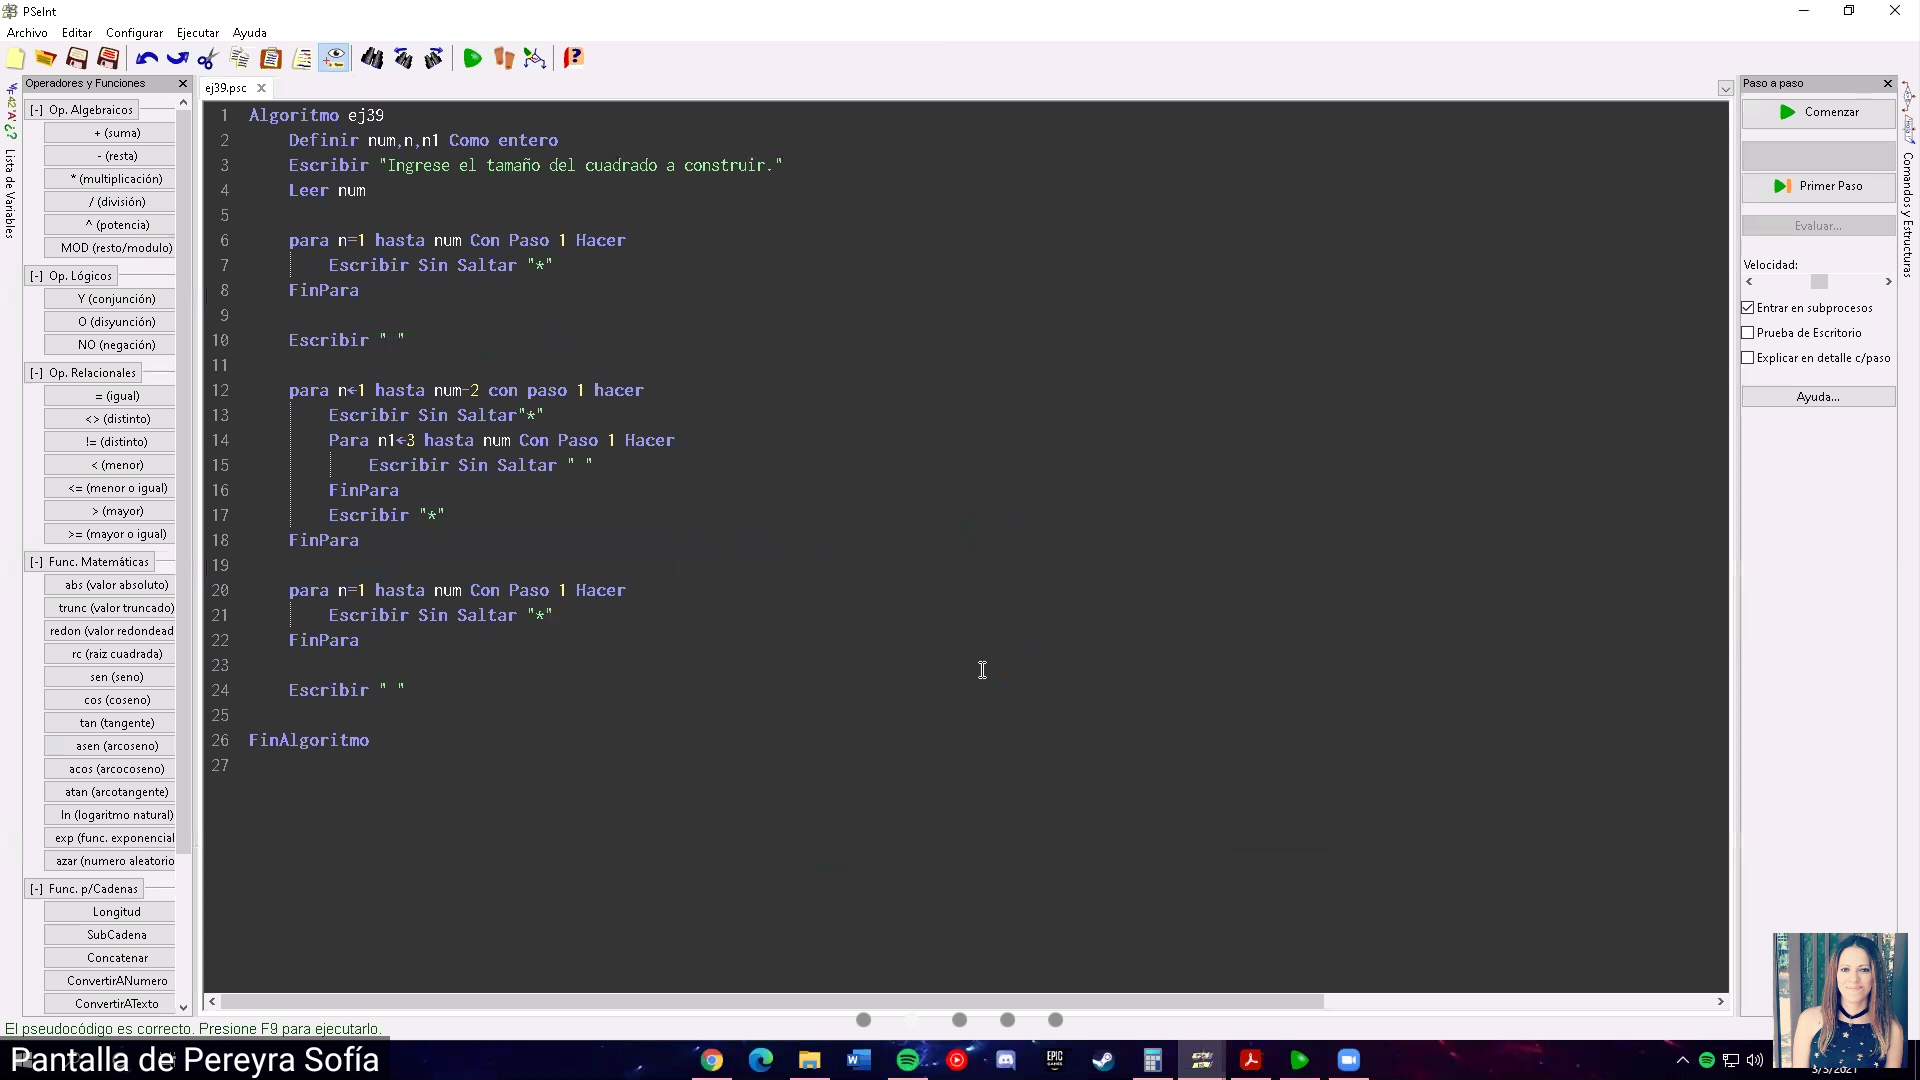 PSeInt
Archivo Editar Configurar Ejecutar Ayuda
Operadores y Funciones
ej39.psc
Paso a paso
Lista de Variables
[-] Op. Algebraicos
+ (suma)
- (resta)
* (multiplicación)
/ (división)
^ (potencia)
MOD (resto/modulo)
[-] Op. Lógicos
Y (conjunción)
O (disyunción)
NO (negación)
[-] Op. Relacionales
= (igual)
<> (distinto)
!= (distinto)
< (menor)
<= (menor o igual)
> (mayor)
>= (mayor o igual)
[-] Func. Matemáticas
abs (valor absoluto)
trunc (valor truncado)
redon (valor redondead
rc (raiz cuadrada)
sen (seno)
cos (coseno)
tan (tangente)
asen (arcoseno)
acos (arcocoseno)
atan (arcotangente)
ln (logaritmo natural)
exp (func. exponencial
azar (numero aleatorio
[-] Func. p/Cadenas
Longitud
SubCadena
Concatenar
ConvertirANumero
ConvertirATexto
1 Algoritmo ej39
2 Definir num,n,n1 Como entero
3 Escribir "Ingrese el tamaño del cuadrado a construir."
4 Leer num
5
6 para n=1 hasta num Con Paso 1 Hacer
7 Escribir Sin Saltar "*"
8 FinPara
9
10 Escribir " "
11
12 para n←1 hasta num-2 con paso 1 hacer
13 Escribir Sin Saltar"*"
14 Para n1←3 hasta num Con Paso 1 Hacer
15 Escribir Sin Saltar " "
16 FinPara
17 Escribir "*"
18 FinPara
19
20 para n=1 hasta num Con Paso 1 Hacer
21 Escribir Sin Saltar "*"
22 FinPara
23
24 Escribir " "
25
26 FinAlgoritmo
27
Comenzar
Primer Paso
Evaluar...
Velocidad:
Entrar en subprocesos
Prueba de Escritorio
Explicar en detalle c/paso
Ayuda...
Comandos y Estructuras
El pseudocódigo es correcto. Presione F9 para ejecutarlo.
Pantalla de Pereyra Sofía
EPIC GAMES